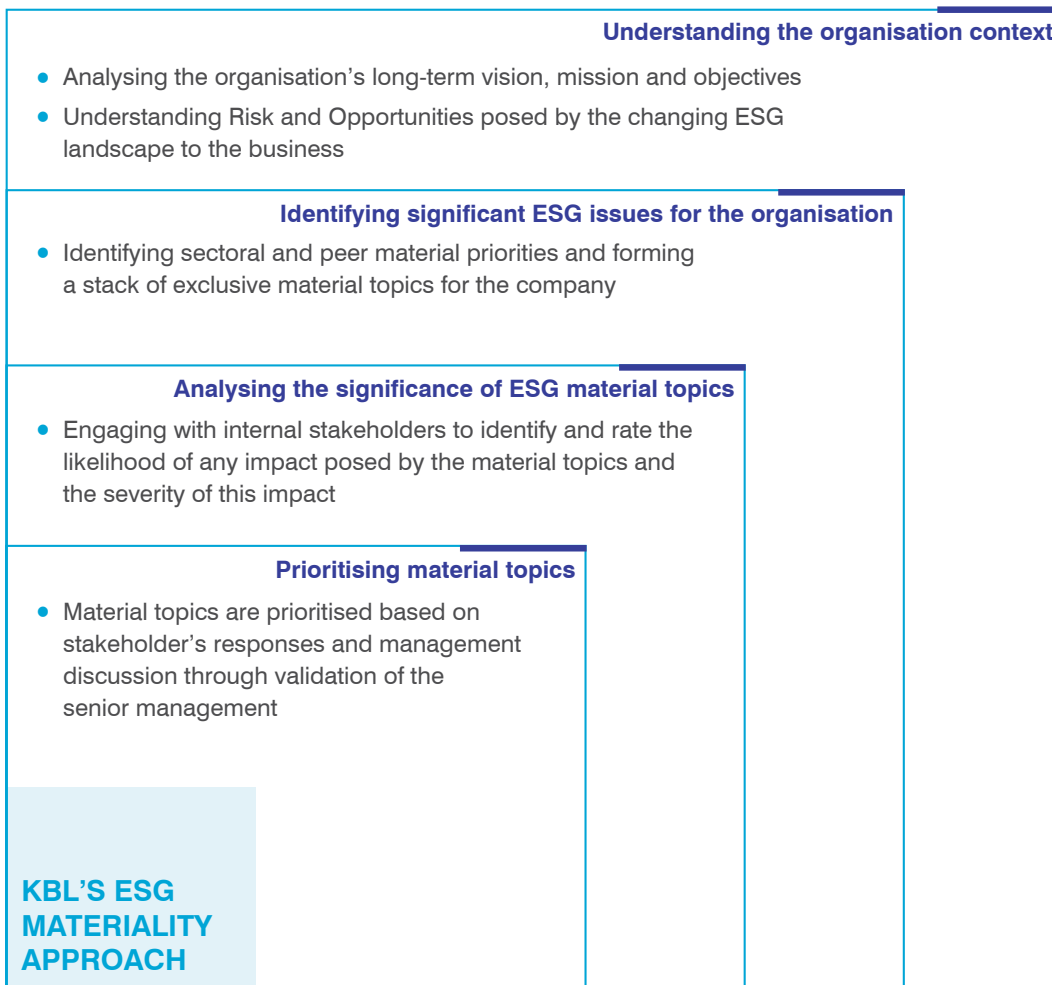 Understanding the organisation context
• Analysing the organisation's long-term vision, mission and objectives
• Understanding Risk and Opportunities posed by the changing ESG
landscape to the business
Identifying significant ESG issues for the organisation
• Identifying sectoral and peer material priorities and forming
a stack of exclusive material topics for the company
Analysing the significance of ESG material topics
• Engaging with internal stakeholders to identify and rate the
likelihood of any impact posed by the material topics and
the severity of this impact
Prioritising material topics
• Material topics are prioritised based on
stakeholder's responses and management
discussion through validation of the
senior management
KBL'S ESG
MATERIALITY
APPROACH